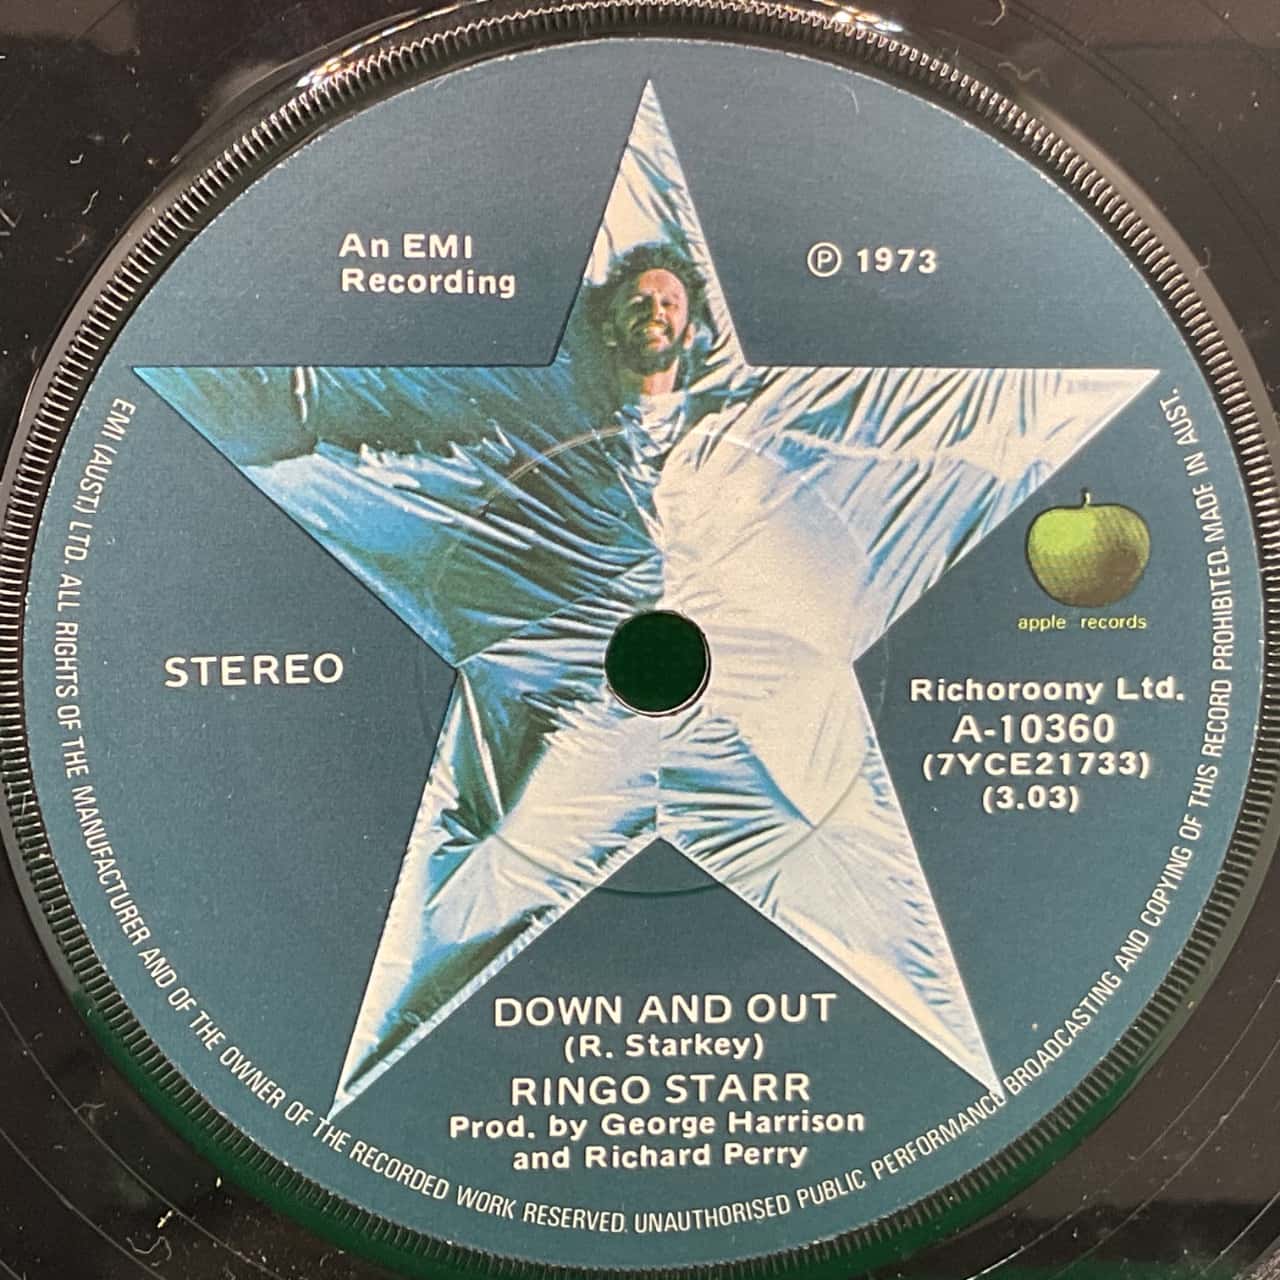 An EMI
Recording
℗ 1973
apple records
STEREO
Richoroony Ltd.
A-10360
(7YCE21733)
(3.03)
DOWN AND OUT
(R. Starkey)
RINGO STARR
Prod. by George Harrison
and Richard Perry
EMI (AUST.) LTD. ALL RIGHTS OF THE MANUFACTURER AND OF THE OWNER OF THE RECORDED WORK RESERVED. UNAUTHORISED PUBLIC PERFORMANCE BROADCASTING AND COPYING OF THIS RECORD PROHIBITED. MADE IN AUST.